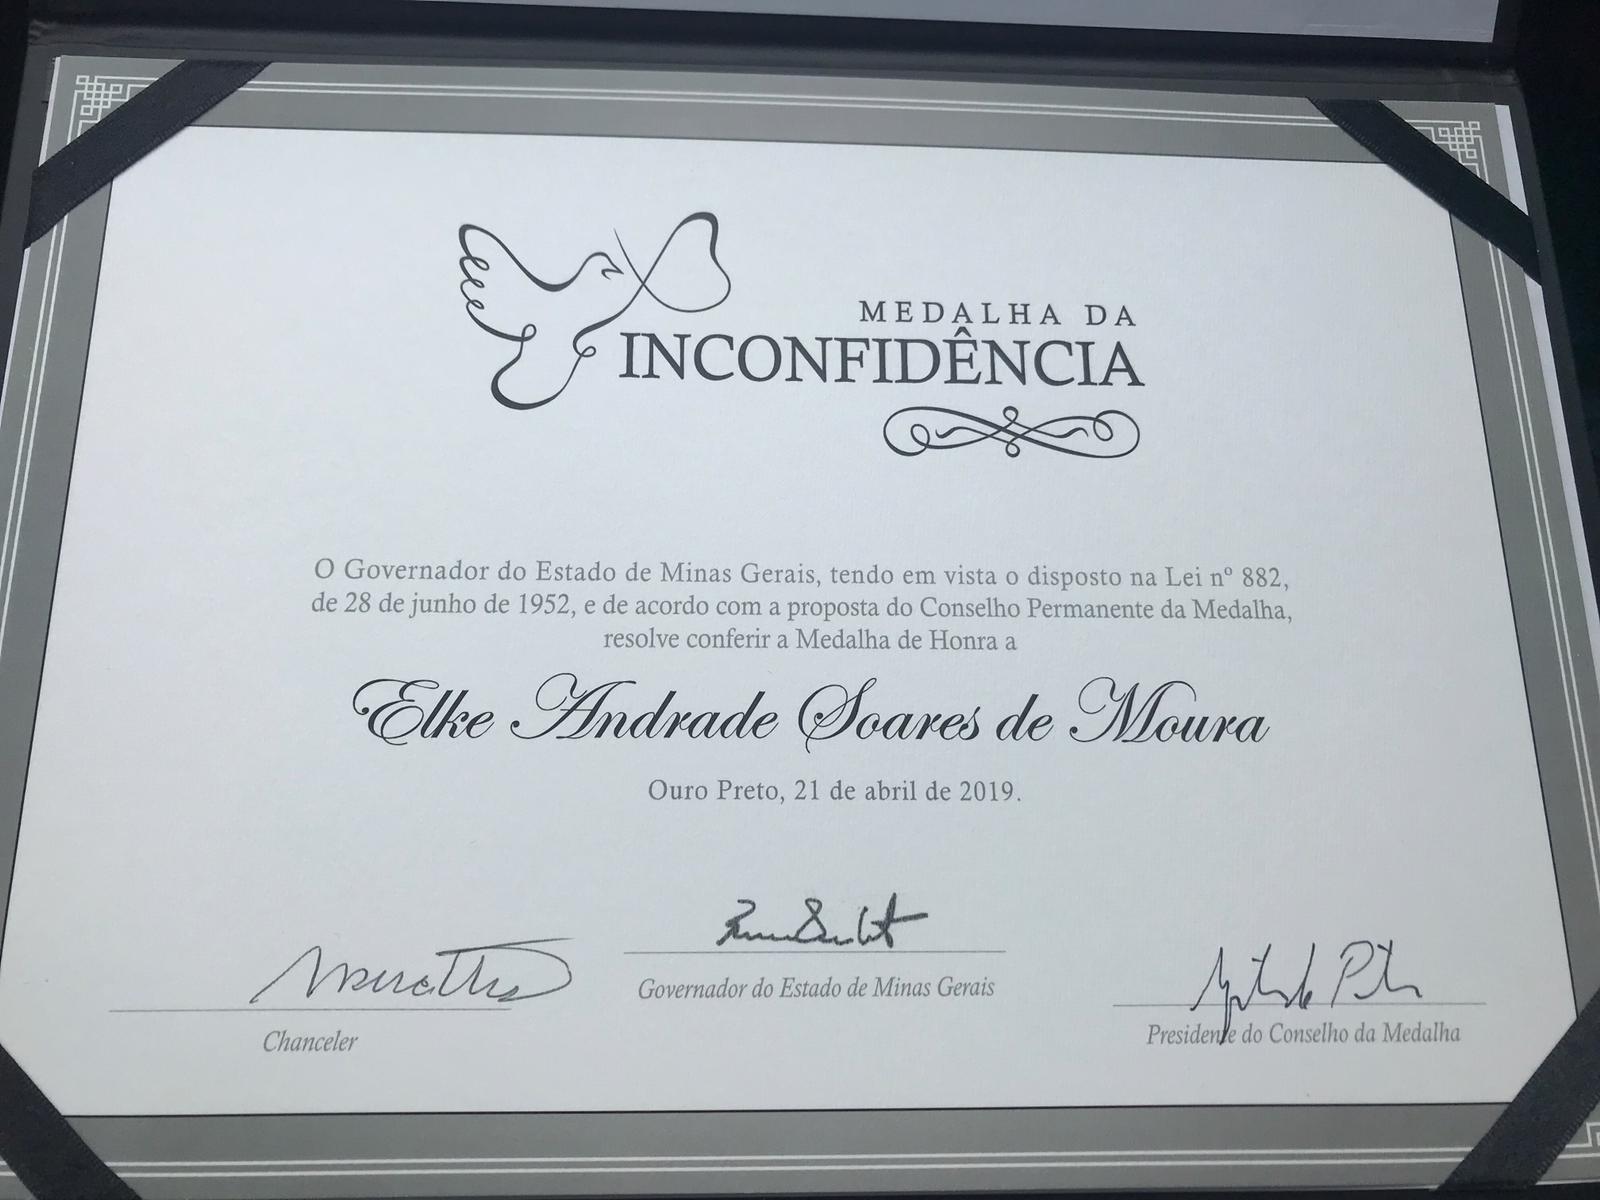 MEDALHA DA
INCONFIDÊNCIA
O Governador do Estado de Minas Gerais, tendo em vista o disposto na Lei nº 882,
de 28 de junho de 1952, e de acordo com a proposta do Conselho Permanente da Medalha,
resolve conferir a Medalha de Honra a
Elke Andrade Soares de Moura
Ouro Preto, 21 de abril de 2019.
Governador do Estado de Minas Gerais
Chanceler
Presidente do Conselho da Medalha